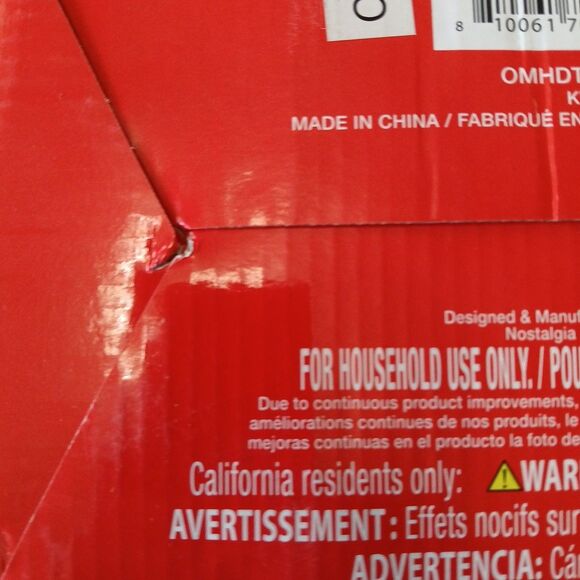 8 10061 7
OMHDT
K
MADE IN CHINA / FABRIQUÉ EN
Designed & Manuf
Nostalgia
FOR HOUSEHOLD USE ONLY. / POU
Due to continuous product improvements,
améliorations continues de nos produits, le
mejoras continuas en el producto la foto de
California residents only: ⚠WAR
AVERTISSEMENT : Effets nocifs sur
ADVERTENCIA: Cá